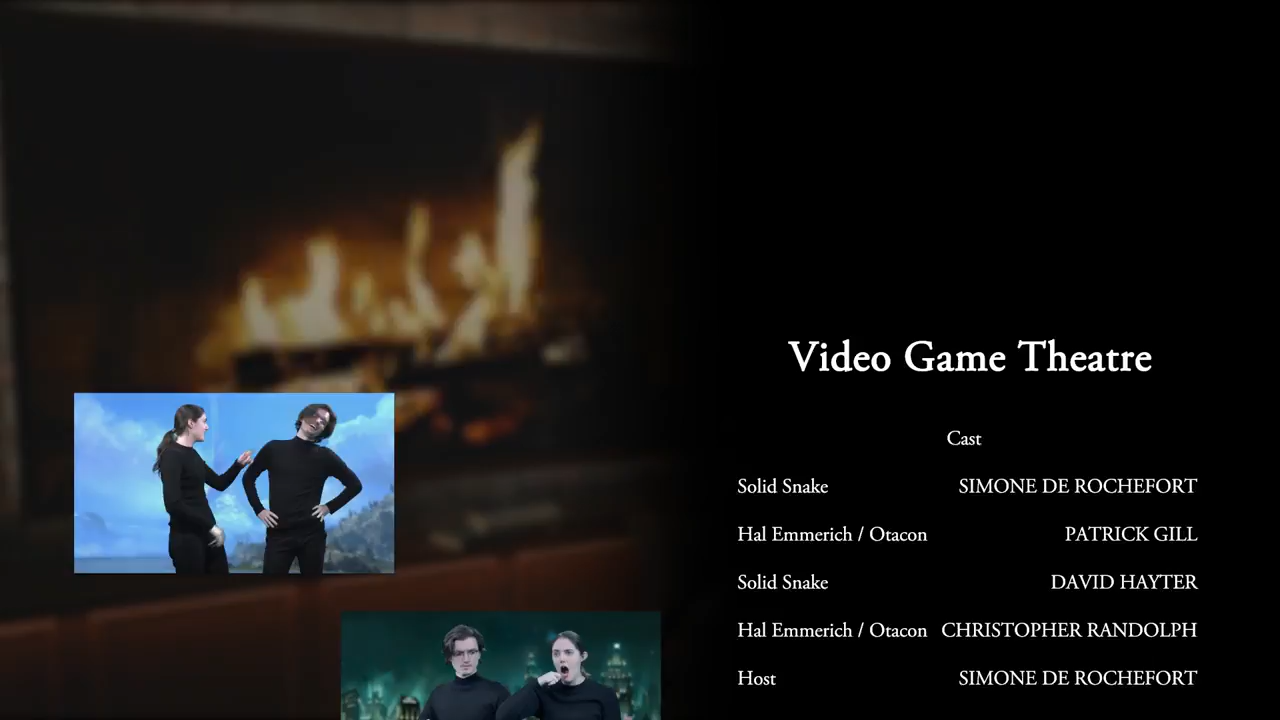 Video Game Theatre
Cast
Solid Snake SIMONE DE ROCHEFORT
Hal Emmerich / Otacon PATRICK GILL
Solid Snake DAVID HAYTER
Hal Emmerich / Otacon CHRISTOPHER RANDOLPH
Host SIMONE DE ROCHEFORT